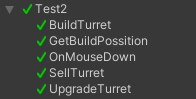 Test2
BuildTurret
GetBuildPossition
OnMouseDown
SellTurret
UpgradeTurret